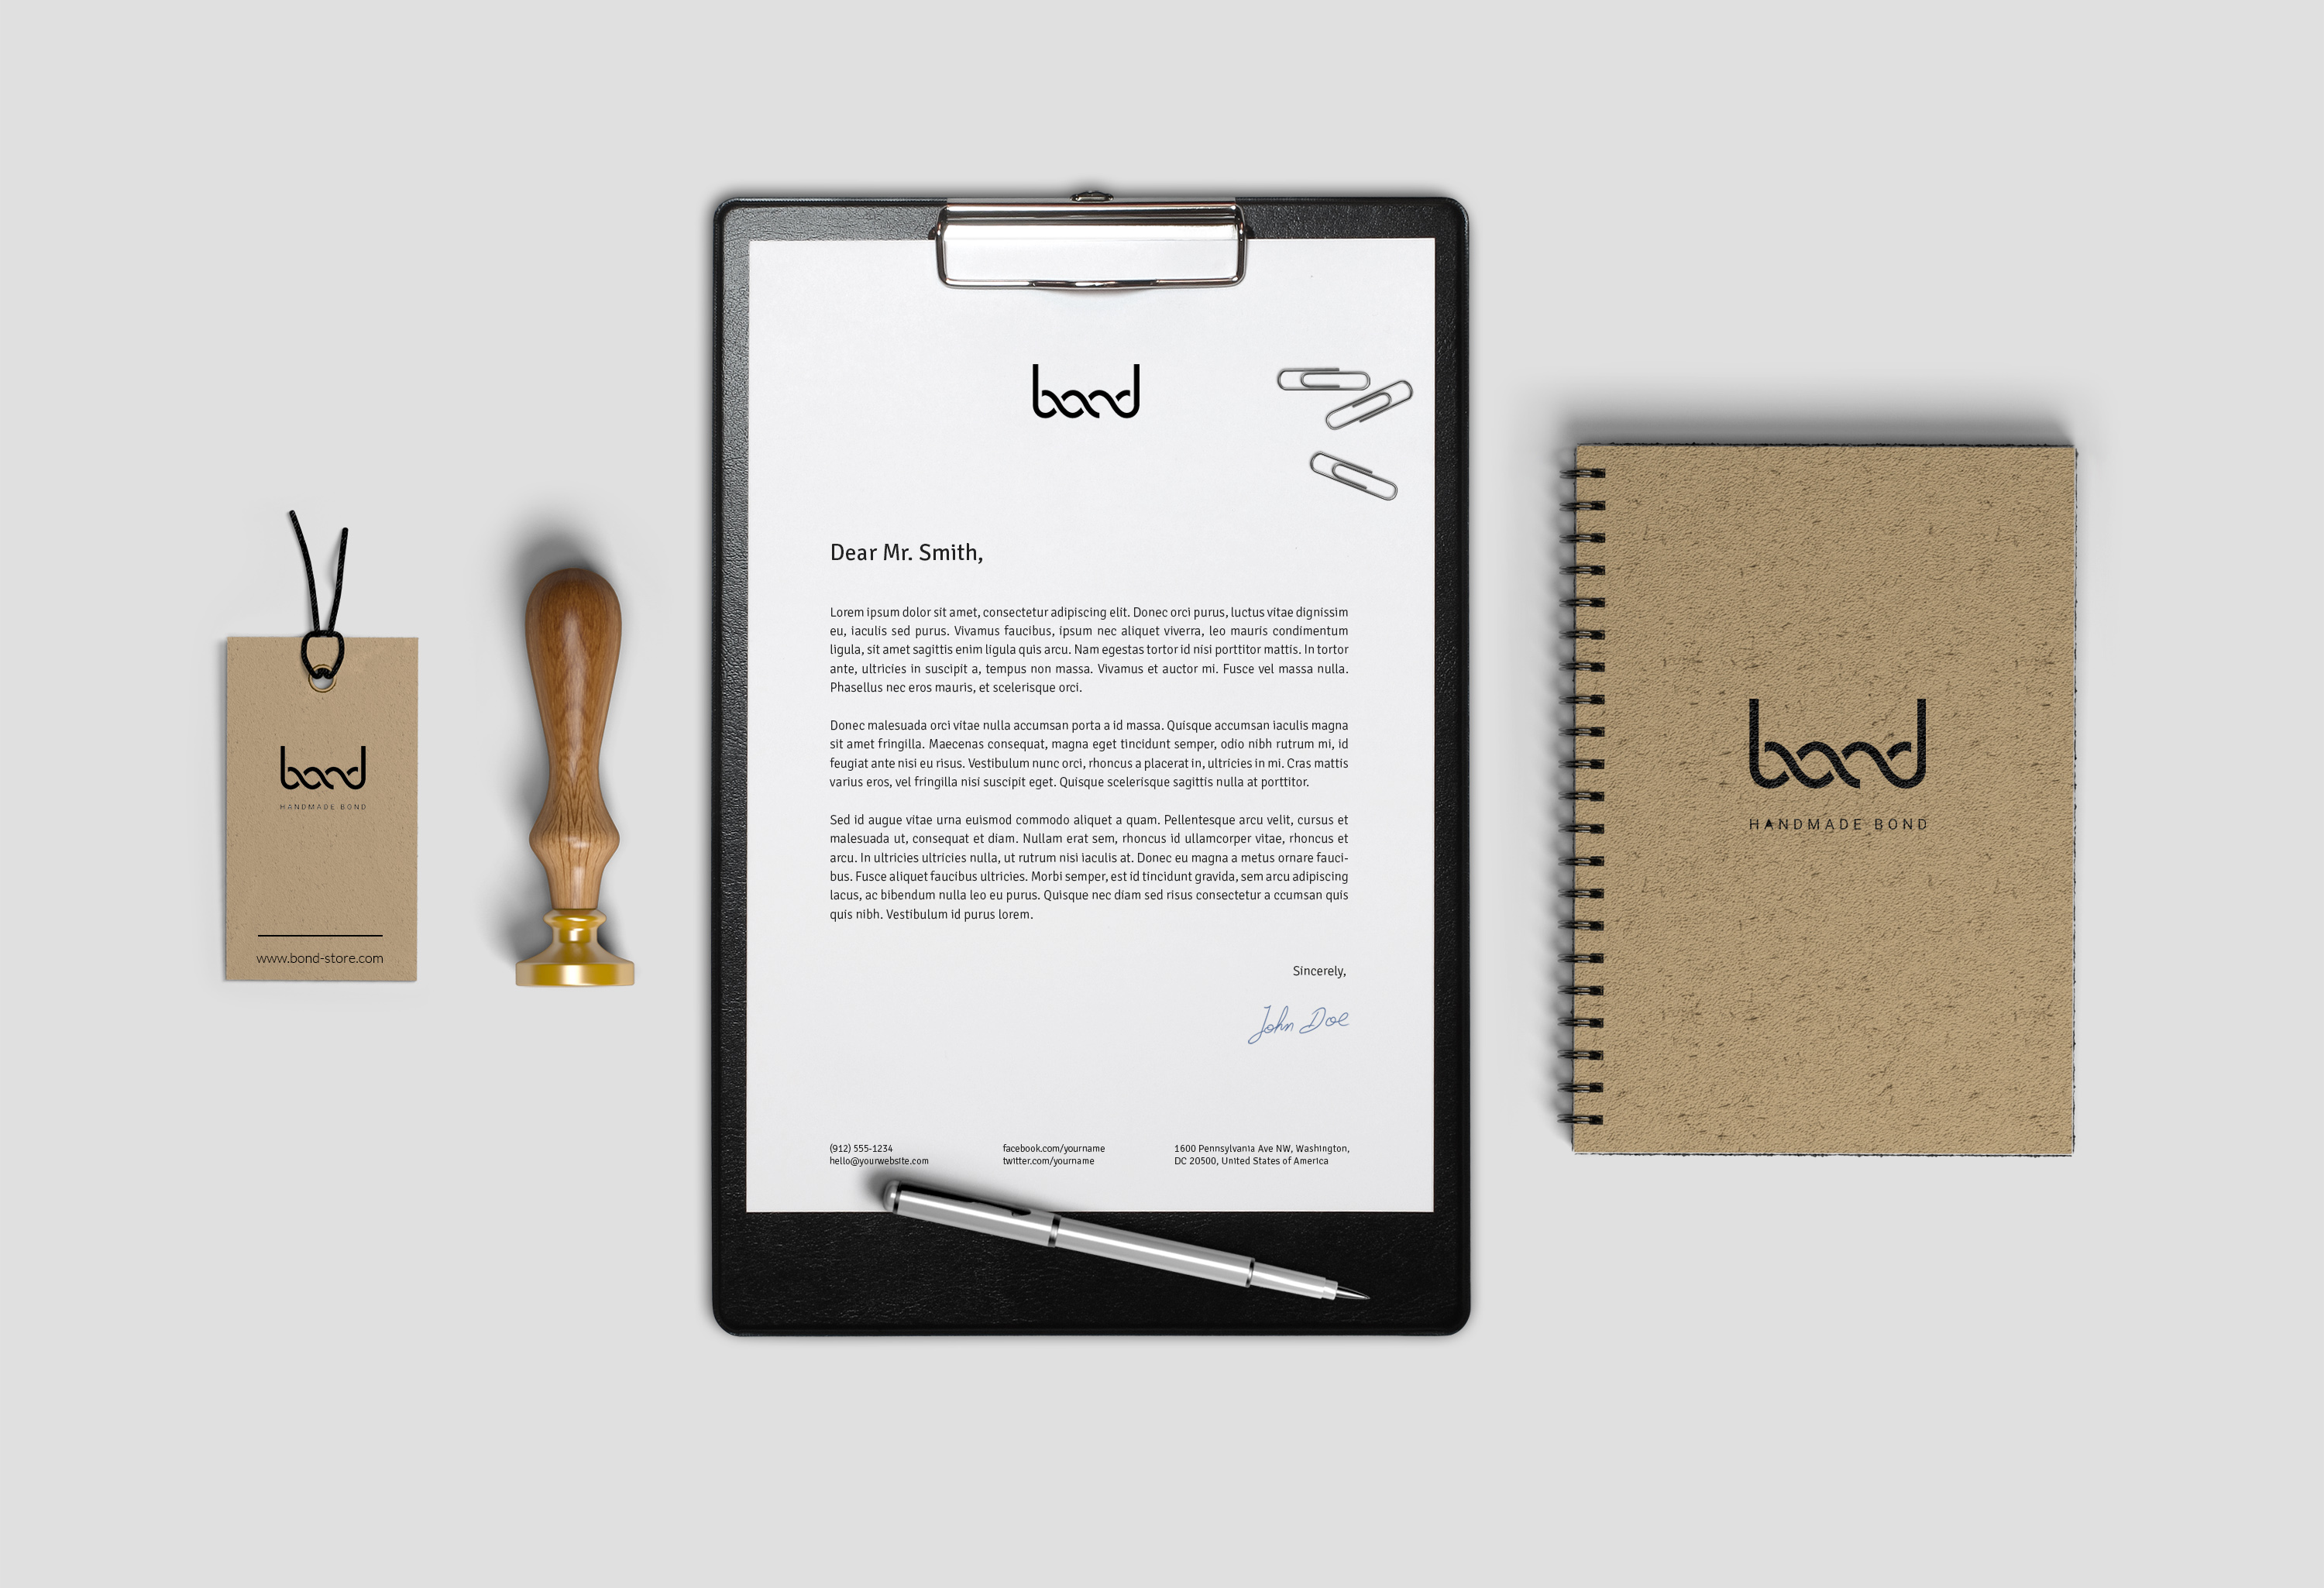 bond
HANDMADE BOND
www.bond-store.com
bond
Dear Mr. Smith,
Lorem ipsum dolor sit amet, consectetur adipiscing elit. Donec orci purus, luctus vitae dignissim
eu, iaculis sed purus. Vivamus faucibus, ipsum nec aliquet viverra, leo mauris condimentum
ligula, sit amet sagittis enim ligula quis arcu. Nam egestas tortor id nisi porttitor mattis. In tortor
ante, ultricies in suscipit a, tempus non massa. Vivamus et auctor mi. Fusce vel massa nulla.
Phasellus nec eros mauris, et scelerisque orci.
Donec malesuada orci vitae nulla accumsan porta a id massa. Quisque accumsan iaculis magna
sit amet fringilla. Maecenas consequat, magna eget tincidunt semper, odio nibh rutrum mi, id
feugiat ante nisi eu risus. Vestibulum nunc orci, rhoncus a placerat in, ultricies in mi. Cras mattis
varius eros, vel fringilla nisi suscipit eget. Quisque scelerisque sagittis nulla at porttitor.
Sed id augue vitae urna euismod commodo aliquet a quam. Pellentesque arcu velit, cursus et
malesuada ut, consequat et diam. Nullam erat sem, rhoncus id ullamcorper vitae, rhoncus et
arcu. In ultricies ultricies nulla, ut rutrum nisi iaculis at. Donec eu magna a metus ornare fauci-
bus. Fusce aliquet faucibus ultricies. Morbi semper, est id tincidunt gravida, sem arcu adipiscing
lacus, ac bibendum nulla leo eu purus. Quisque nec diam sed risus consectetur a ccumsan quis
quis nibh. Vestibulum id purus lorem.
Sincerely,
John Doe
(912) 555-1234
hello@yourwebsite.com
facebook.com/yourname
twitter.com/yourname
1600 Pennsylvania Ave NW, Washington,
DC 20500, United States of America
bond
HANDMADE BOND